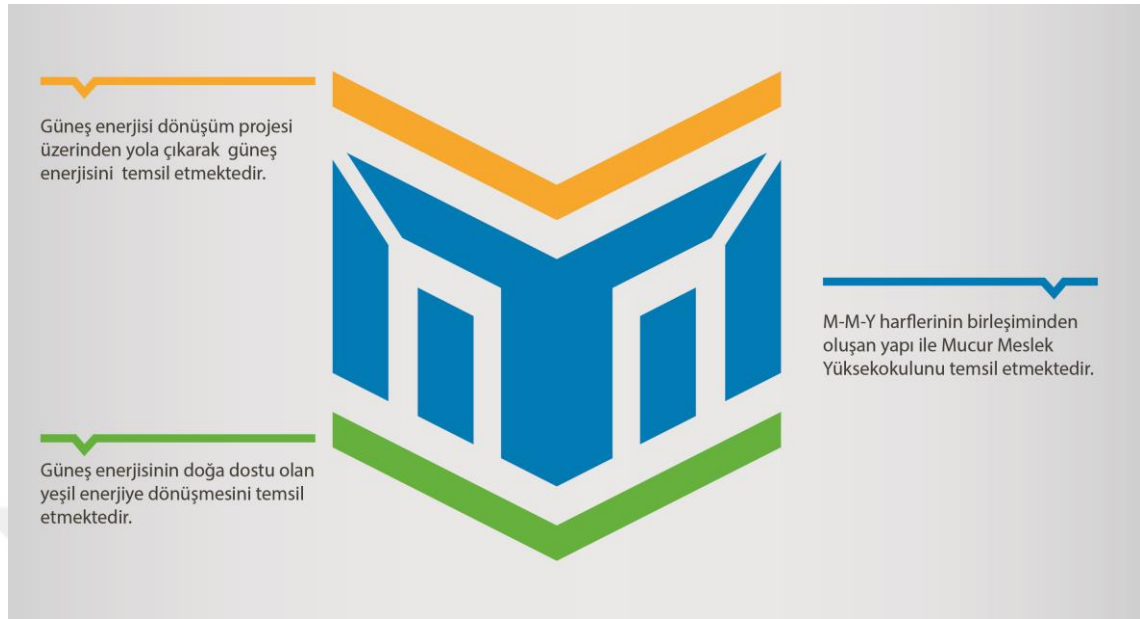 Güneş enerjisi dönüşüm projesi
üzerinden yola çıkarak güneş
enerjisini temsil etmektedir.
M-M-Y harflerinin birleşiminden
oluşan yapı ile Mucur Meslek
Yüksekokulunu temsil etmektedir.
Güneş enerjisinin doğa dostu olan
yeşil enerjiye dönüşmesini temsil
etmektedir.